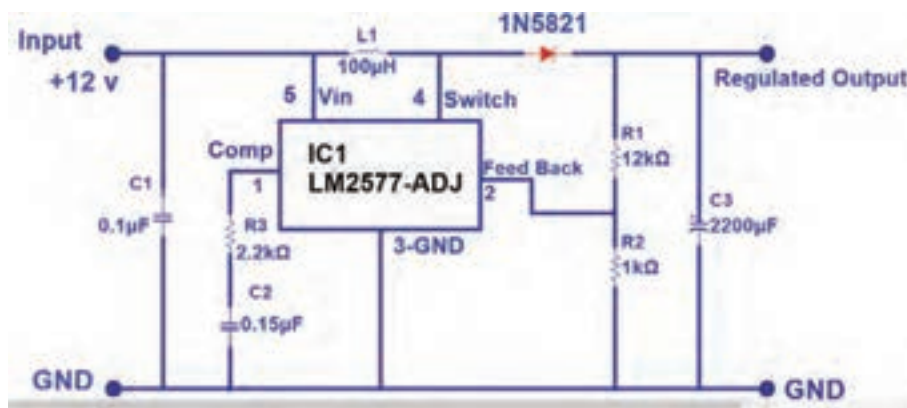 1N5821
Input
+12 v
L1
100µH
Regulated Output
5
Vin
4
Switch
Comp
1
IC1
LM2577-ADJ
Feed Back
2
R1
12kΩ
C1
0.1µF
R3
2.2kΩ
3-GND
C3
2200µF
R2
1kΩ
C2
0.15µF
GND
GND